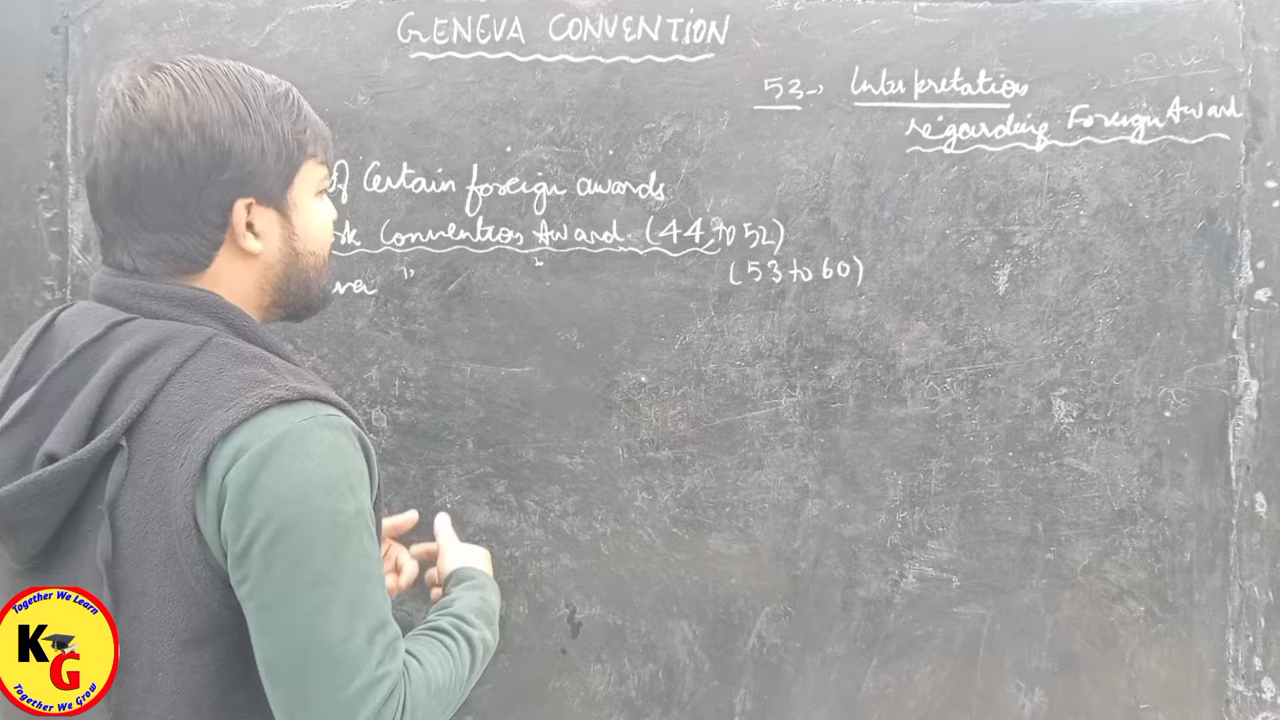 GENEVA CONVENTION
53 → Interpretation
regarding Foreign Award
of Certain foreign awards
Convention Award. (44 to 52)
(53 to 60)
Together We Learn
KG
Together We Grow